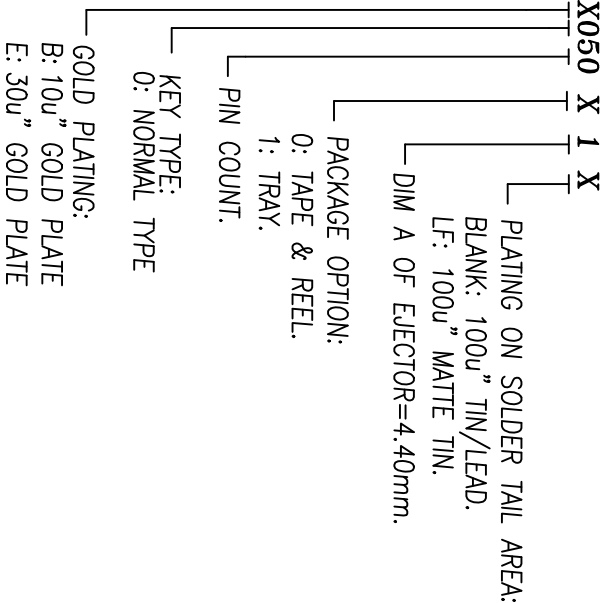 X050 X 1 X
PLATING ON SOLDER TAIL AREA:
BLANK: 100u" TIN/LEAD.
LF: 100u" MATTE TIN.
DIM A OF EJECTOR=4.40mm.
PACKAGE OPTION:
0: TAPE & REEL.
1: TRAY.
PIN COUNT.
KEY TYPE:
0: NORMAL TYPE
GOLD PLATING:
B: 10u" GOLD PLATE
E: 30u" GOLD PLATE